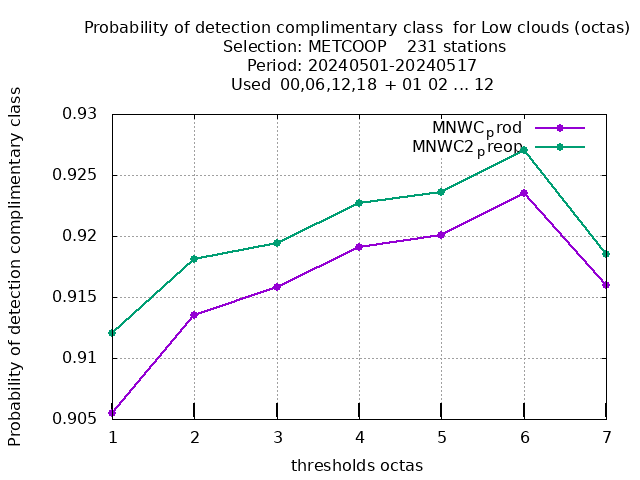 Probability of detection complimentary class  for Low clouds (octas)
Selection: METCOOP    231 stations
Period: 20240501-20240517
Used  00,06,12,18  + 01 02 ... 12
Probability of detection complimentary class
0.93
0.925
0.92
0.915
0.91
0.905
MNWCprod
MNWC2preop
1 2 3 4 5 6 7
thresholds octas